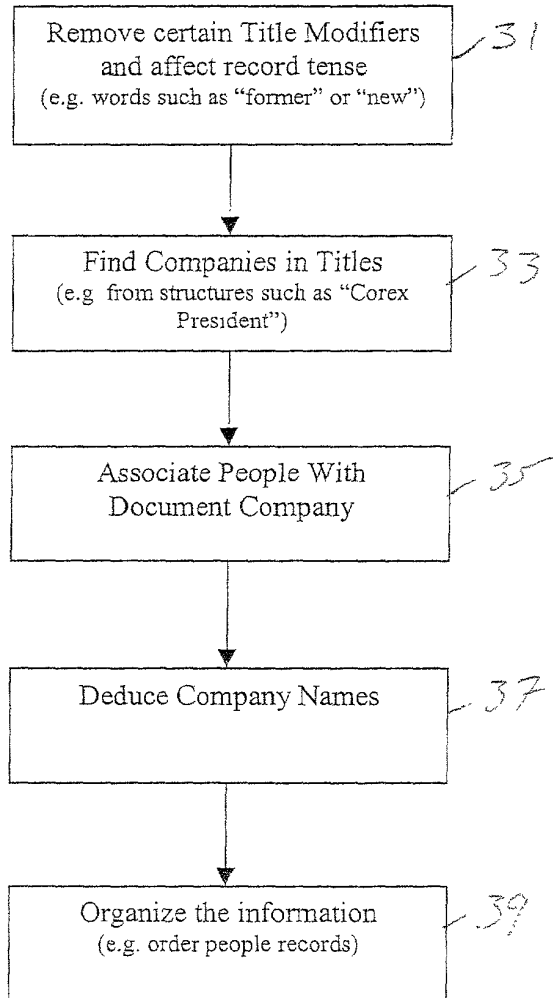 Remove certain Title Modifiers
and affect record tense
(e.g. words such as “former” or “new”)
31
Find Companies in Titles
(e.g from structures such as “Corex
President”)
33
Associate People With
Document Company
35
Deduce Company Names
37
Organize the information
(e.g. order people records)
39